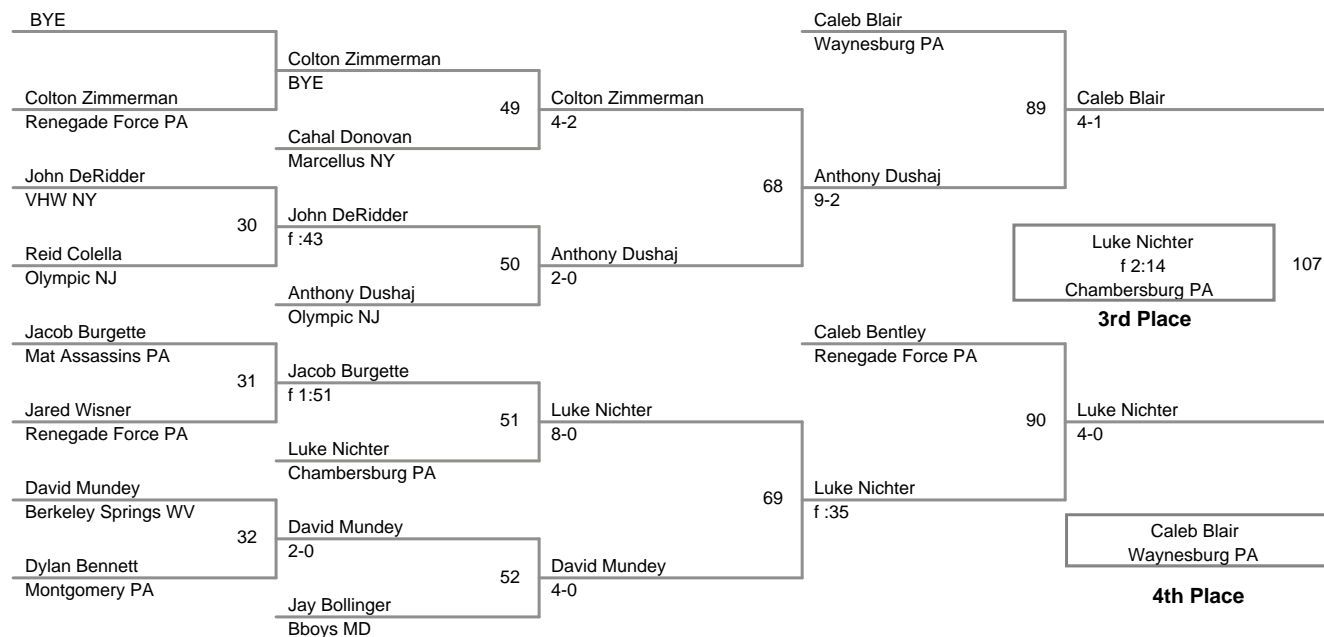 BYE
Colton Zimmerman
Renegade Force PA
John DeRidder
VHW NY
30
Reid Colella
Olympic NJ
Jacob Burgette
Mat Assassins PA
31
Jared Wisner
Renegade Force PA
David Mundey
Berkeley Springs WV
32
Dylan Bennett
Montgomery PA
Colton Zimmerman
BYE
49
Cahal Donovan
Marcellus NY
John DeRidder
f :43
50
Anthony Dushaj
Olympic NJ
Jacob Burgette
f 1:51
51
Luke Nichter
Chambersburg PA
David Mundey
2-0
52
Jay Bollinger
Bboys MD
Colton Zimmerman
4-2
68
Anthony Dushaj
2-0
Luke Nichter
8-0
69
David Mundey
4-0
Caleb Blair
Waynesburg PA
89
Anthony Dushaj
9-2
Caleb Bentley
Renegade Force PA
90
Luke Nichter
f :35
Caleb Blair
4-1
Luke Nichter
f 2:14
Chambersburg PA
107
3rd Place
Luke Nichter
4-0
Caleb Blair
Waynesburg PA
4th Place